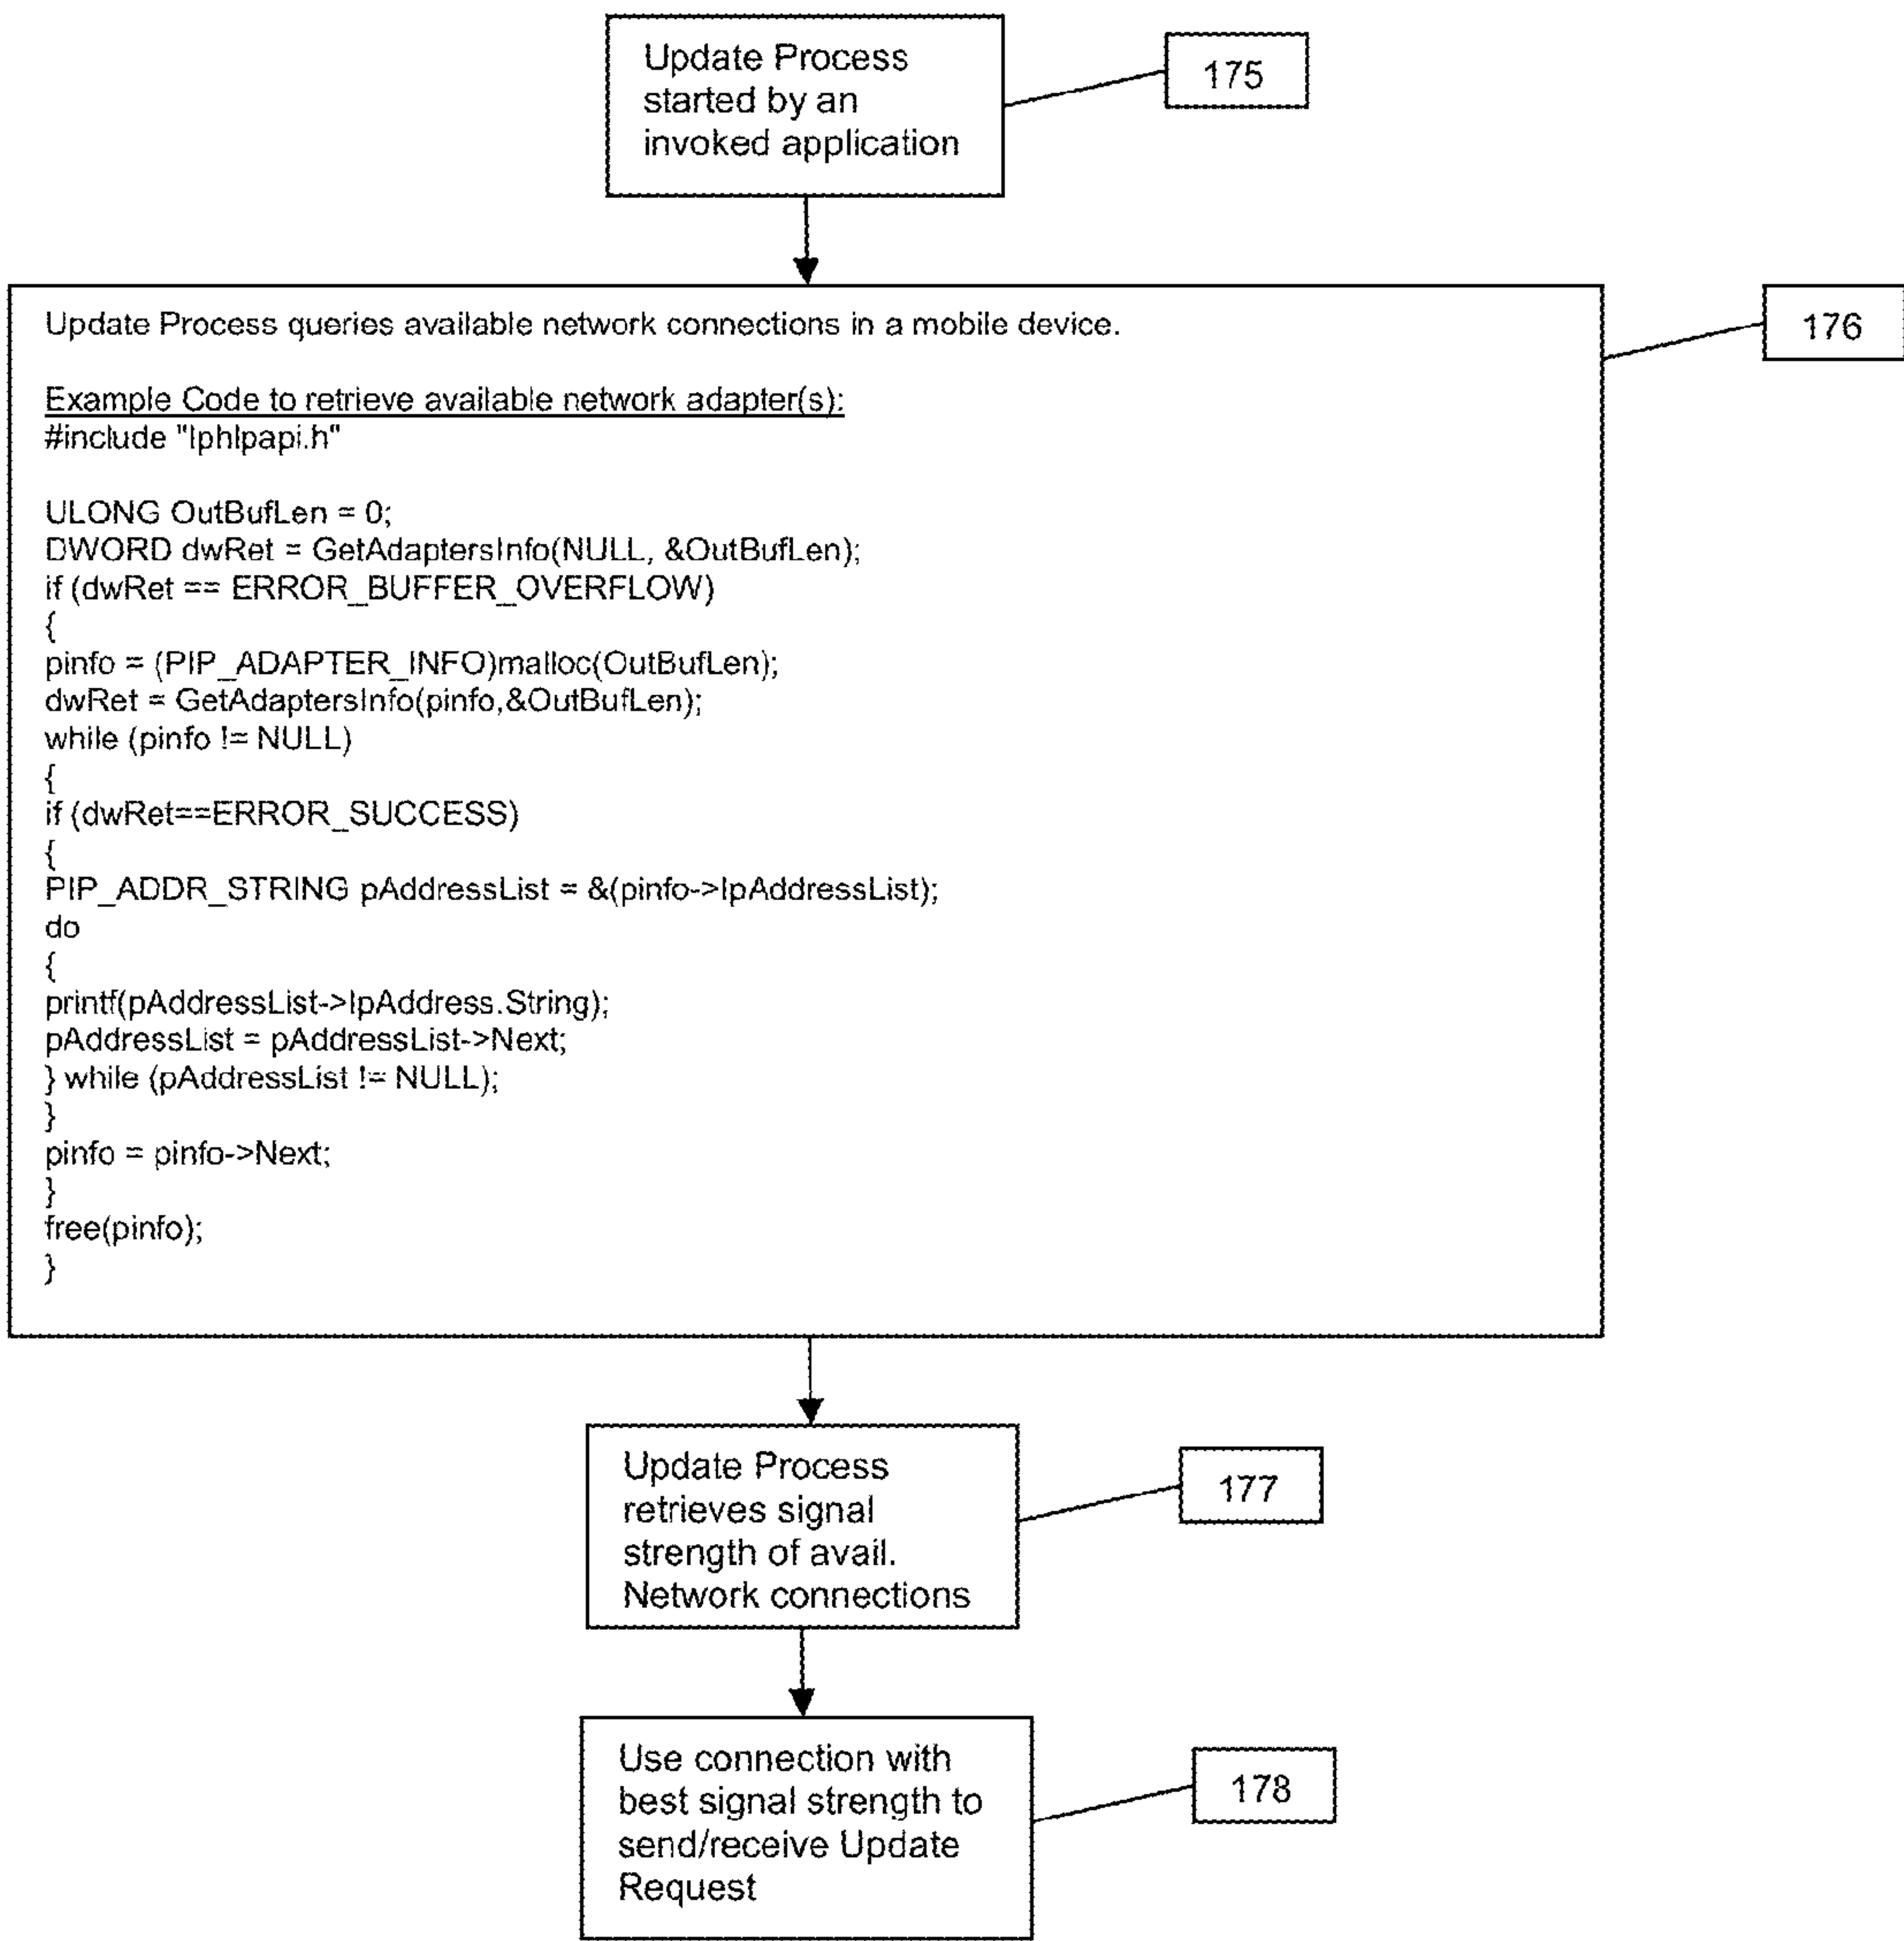 Update Process
started by an
invoked application
175
Update Process queries available network connections in a mobile device.
176
Example Code to retrieve available network adapter(s):
#include "Iphlpapi.h"
ULONG OutBufLen = 0;
DWORD dwRet = GetAdaptersInfo(NULL, &OutBufLen);
if (dwRet == ERROR_BUFFER_OVERFLOW)
{
pinfo = (PIP_ADAPTER_INFO)malloc(OutBufLen);
dwRet = GetAdaptersInfo(pinfo,&OutBufLen);
while (pinfo != NULL)
{
if (dwRet==ERROR_SUCCESS)
{
PIP_ADDR_STRING pAddressList = &(pinfo->IpAddressList);
do
{
printf(pAddressList->IpAddress.String);
pAddressList = pAddressList->Next;
} while (pAddressList != NULL);
}
pinfo = pinfo->Next;
}
free(pinfo);
}
Update Process
retrieves signal
strength of avail.
Network connections
177
Use connection with
best signal strength to
send/receive Update
Request
178